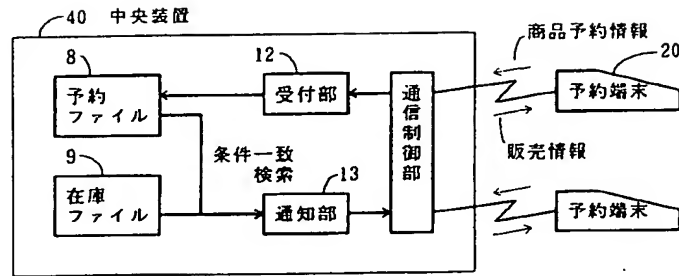 40 中央装置
8
予約
ファイル
12
受付部
通信制御部
商品予約情報
20
予約端末
販売情報
9
在庫
ファイル
条件一致
検索
13
通知部
予約端末